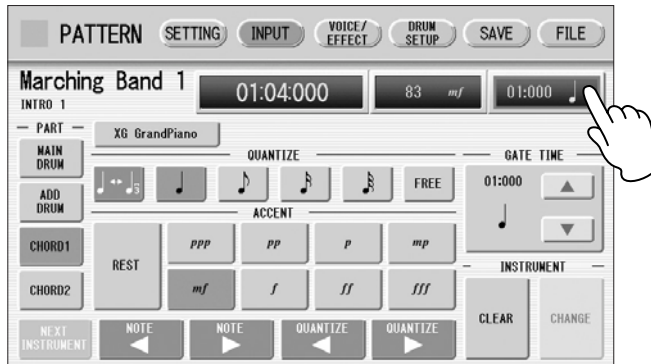 PATTERN SETTING INPUT VOICE/ EFFECT DRUM SETUP SAVE FILE
Marching Band 1
INTRO 1
01:04:000
83 mf
01:000
PART
XG GrandPiano
MAIN DRUM
ADD DRUM
CHORD1
CHORD2
NEXT INSTRUMENT
QUANTIZE
3
FREE
ACCENT
REST
ppp pp p mp
mf f ff fff
NOTE NOTE QUANTIZE QUANTIZE
GATE TIME
01:000
INSTRUMENT
CLEAR
CHANGE